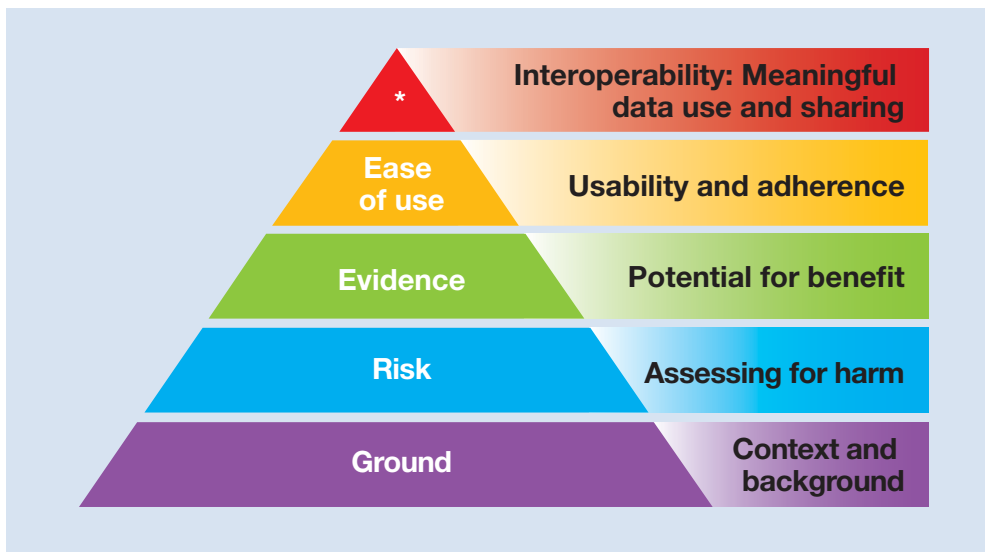 *
Interoperability: Meaningful
data use and sharing
Ease
of use
Usability and adherence
Evidence
Potential for benefit
Risk
Assessing for harm
Ground
Context and
background